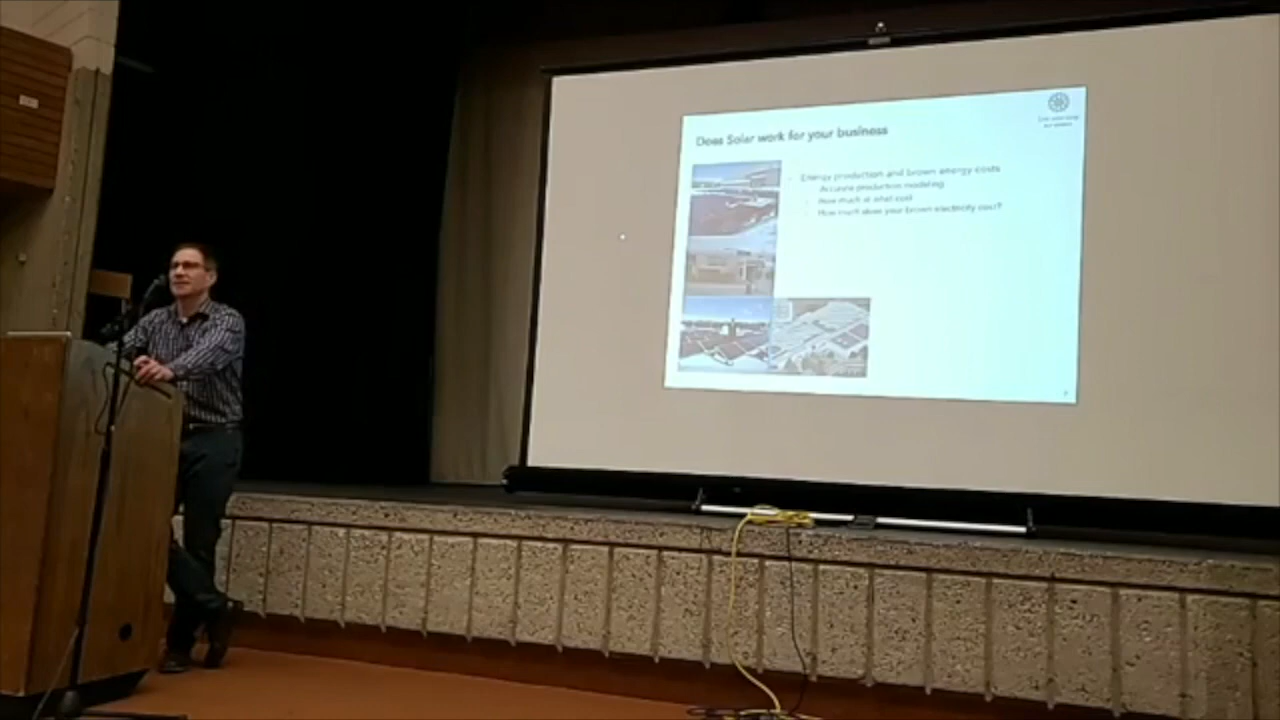 Does Solar work for your business
Energy production and brown energy costs
Accurate production modeling
How much at what cost
How much does your brown electricity cost?